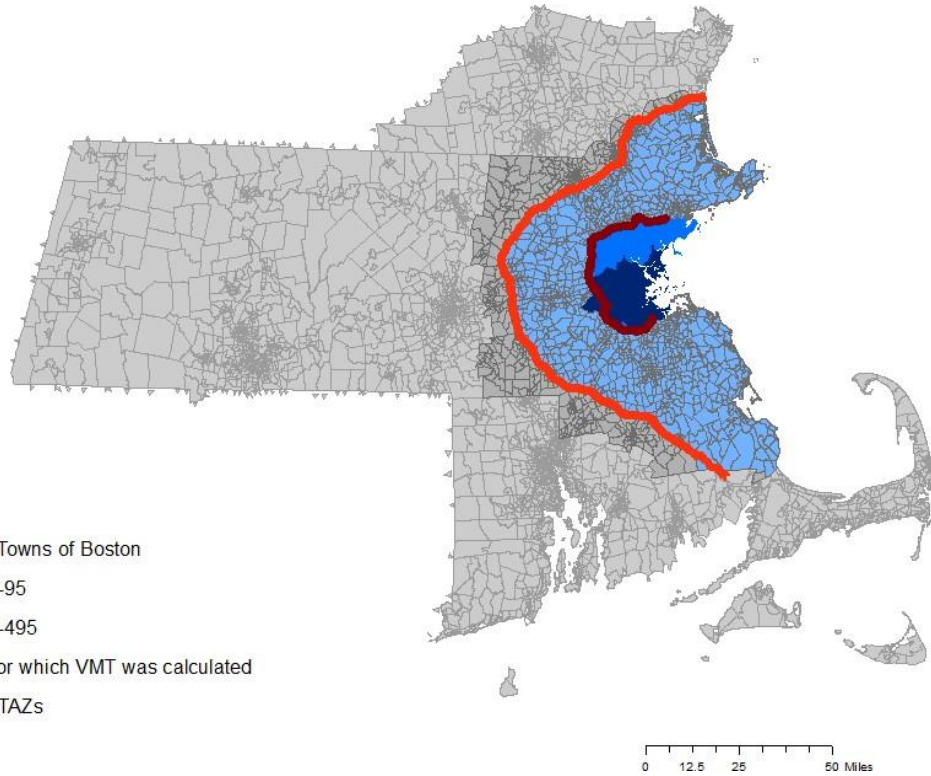 Towns of Boston
-95
-495
or which VMT was calculated
TAZs
0 12.5 25 50 Miles